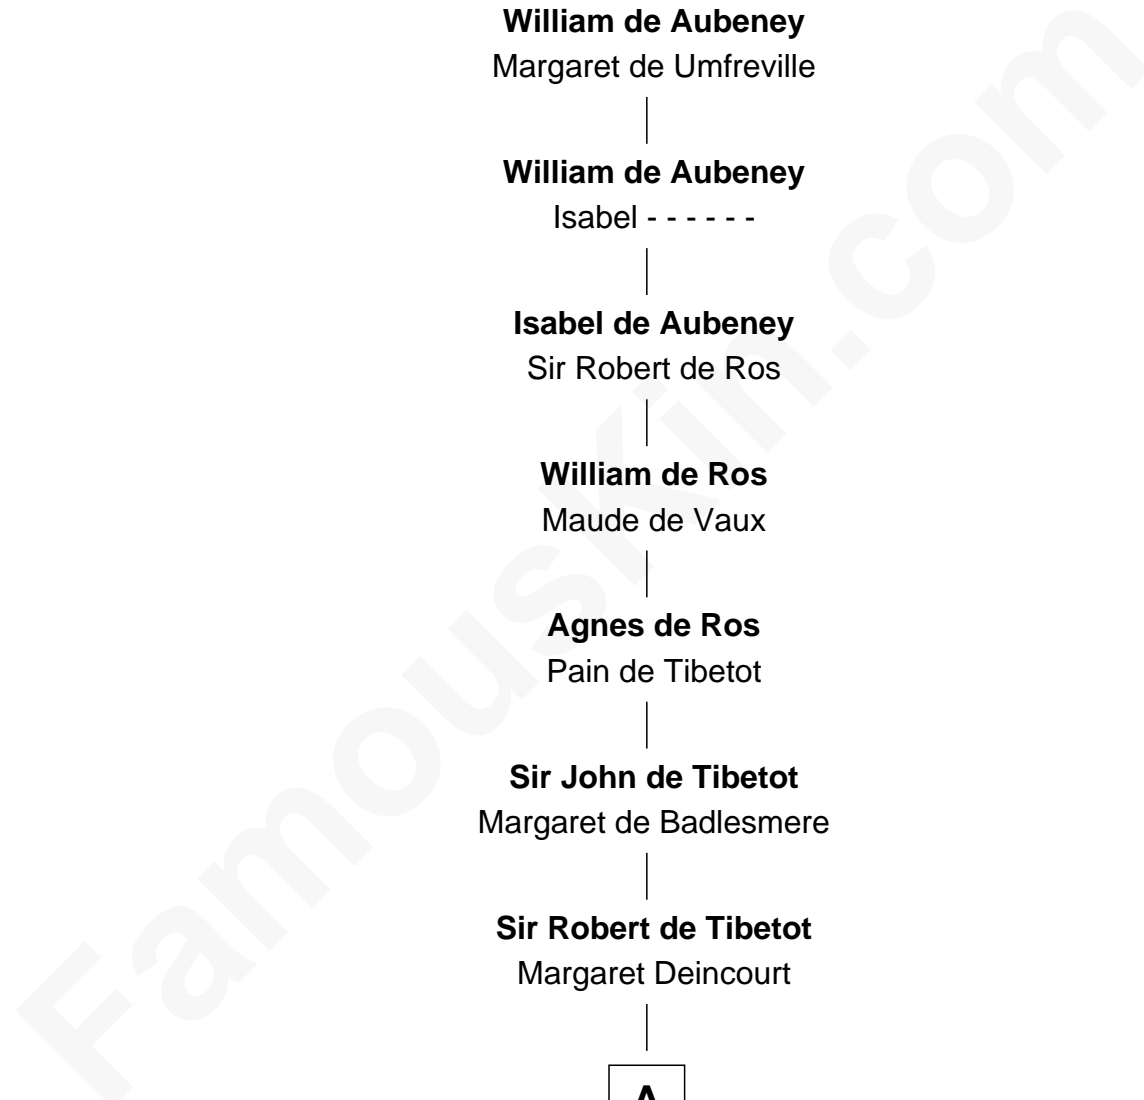 William de Aubeney
Margaret de Umfreville
William de Aubeney
Isabel - - - - - -
Isabel de Aubeney
Sir Robert de Ros
William de Ros
Maude de Vaux
Agnes de Ros
Pain de Tibetot
Sir John de Tibetot
Margaret de Badlesmere
Sir Robert de Tibetot
Margaret Deincourt
A
FamousKin.com